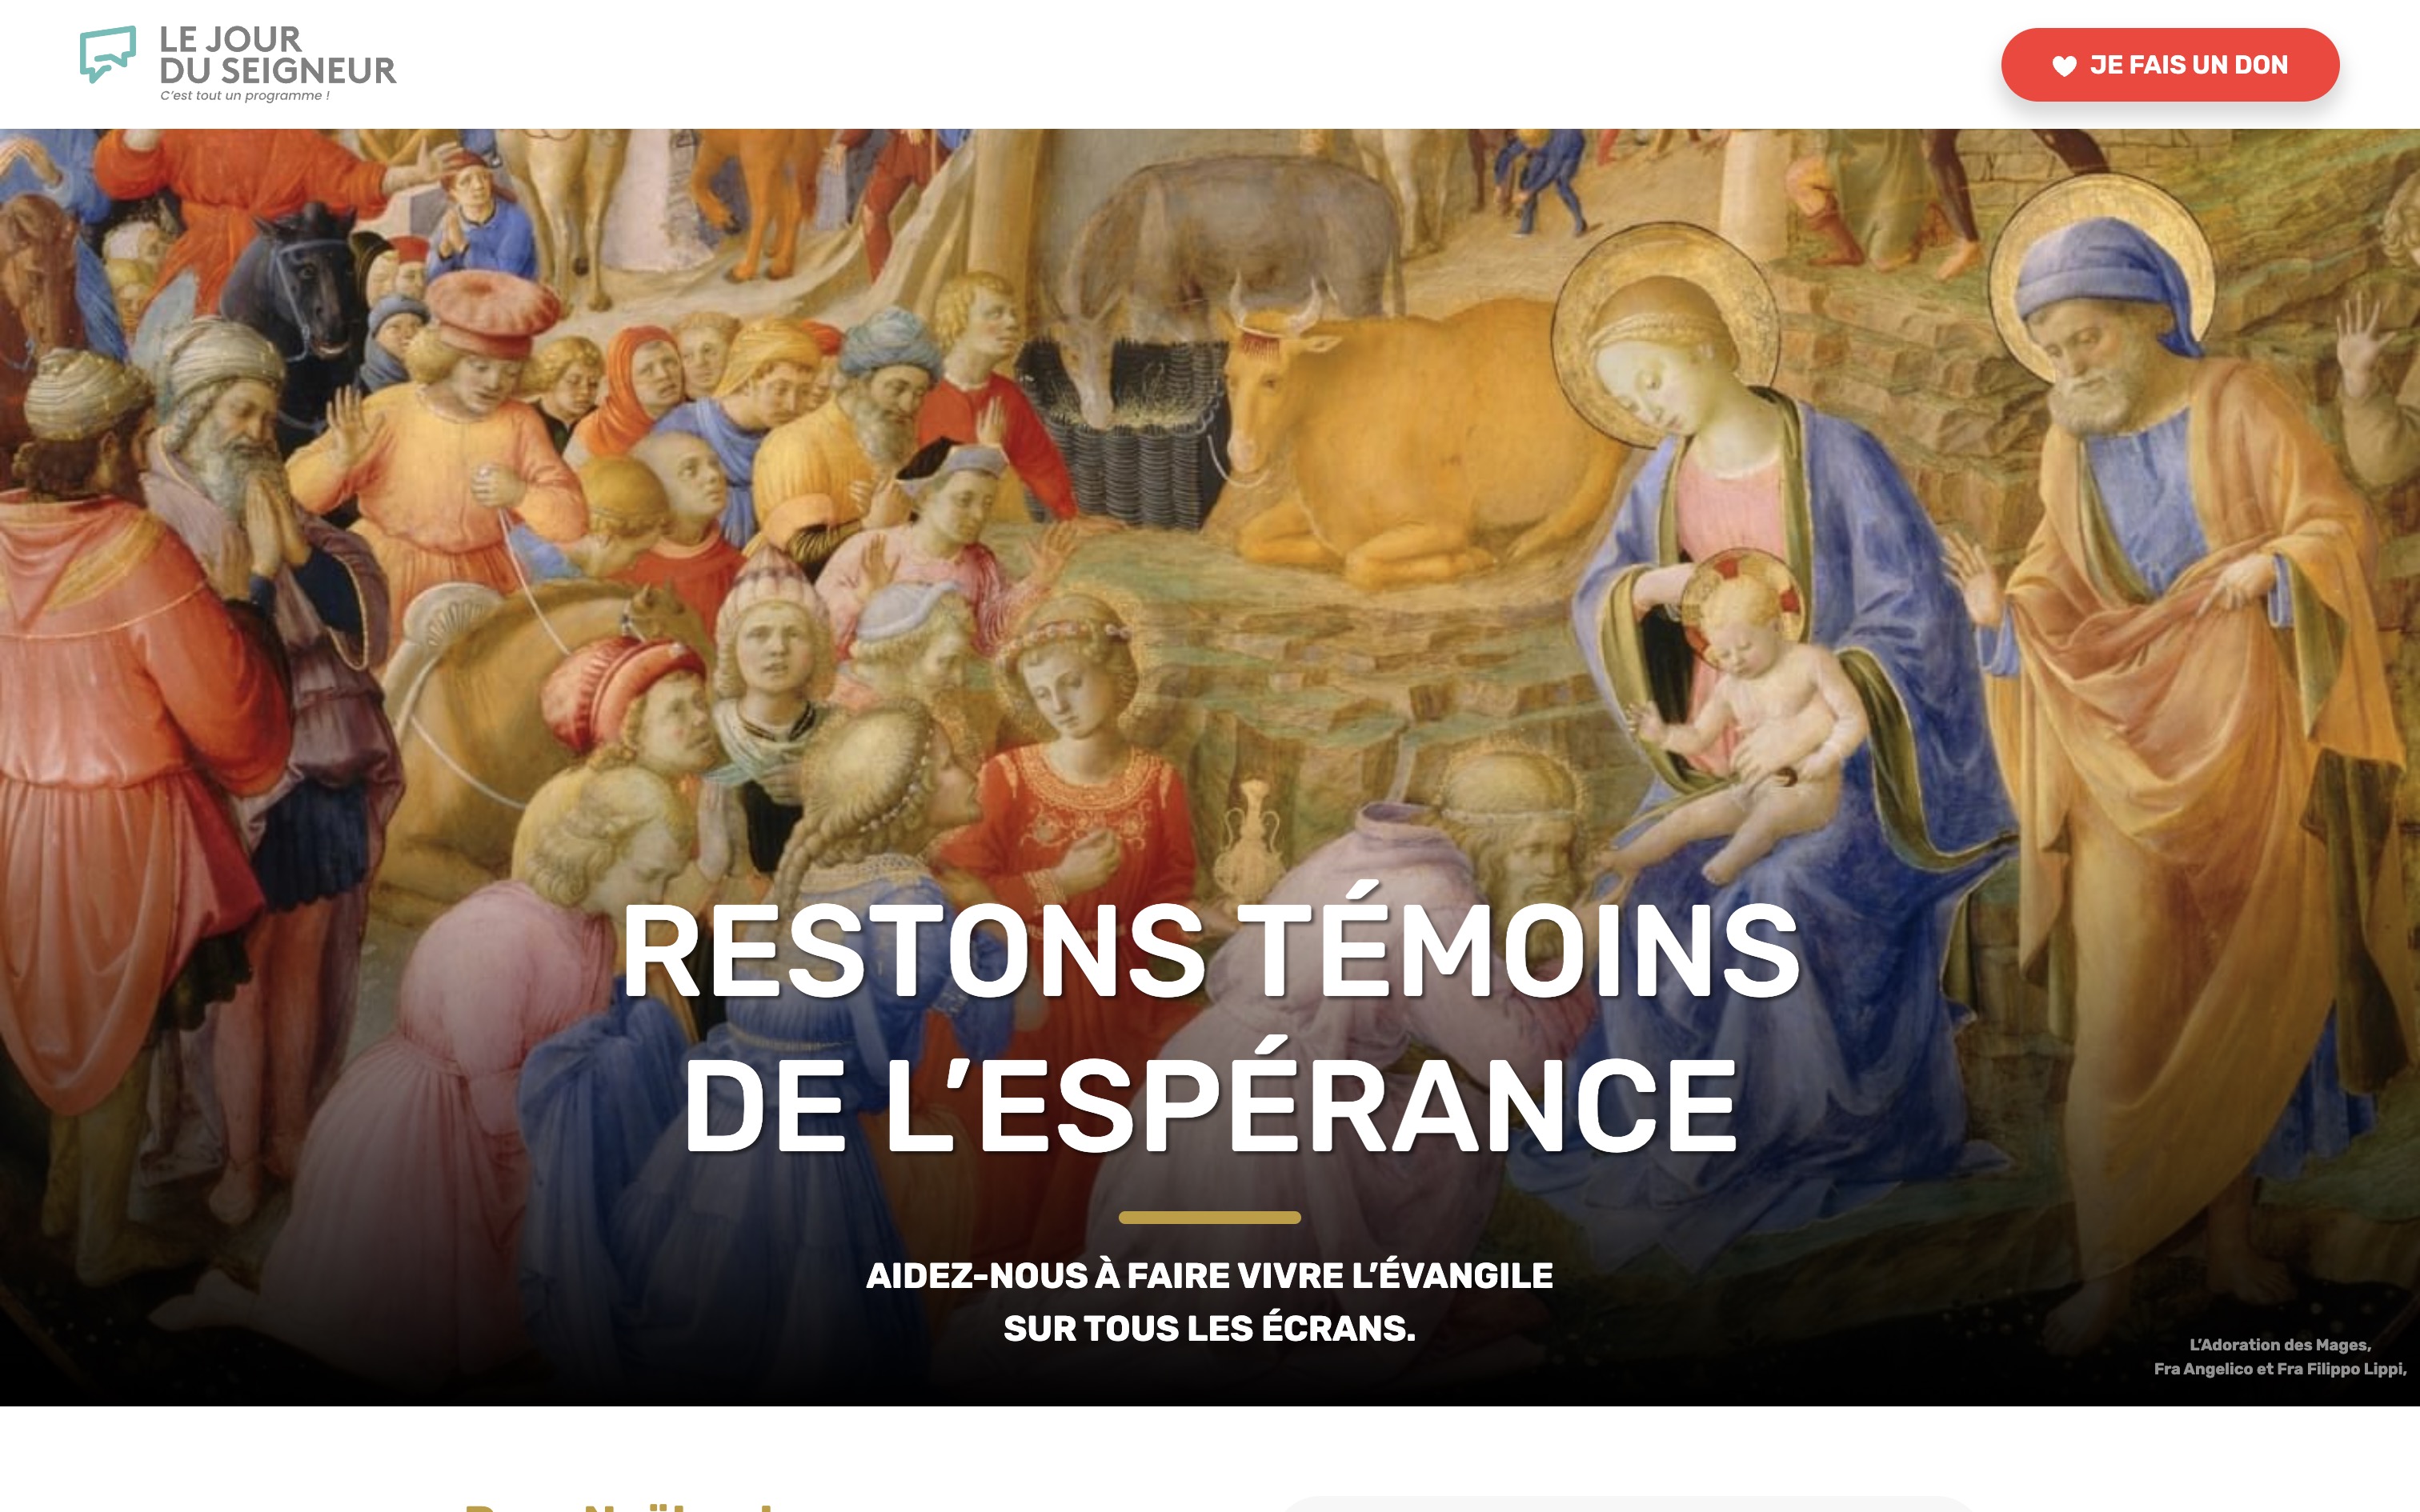 LE JOUR
DU SEIGNEUR
C'est tout un programme !
JE FAIS UN DON
RESTONS TÉMOINS
DE L'ESPÉRANCE
AIDEZ-NOUS À FAIRE VIVRE L'ÉVANGILE
SUR TOUS LES ÉCRANS.
L'Adoration des Mages,
Fra Angelico et Fra Filippo Lippi,